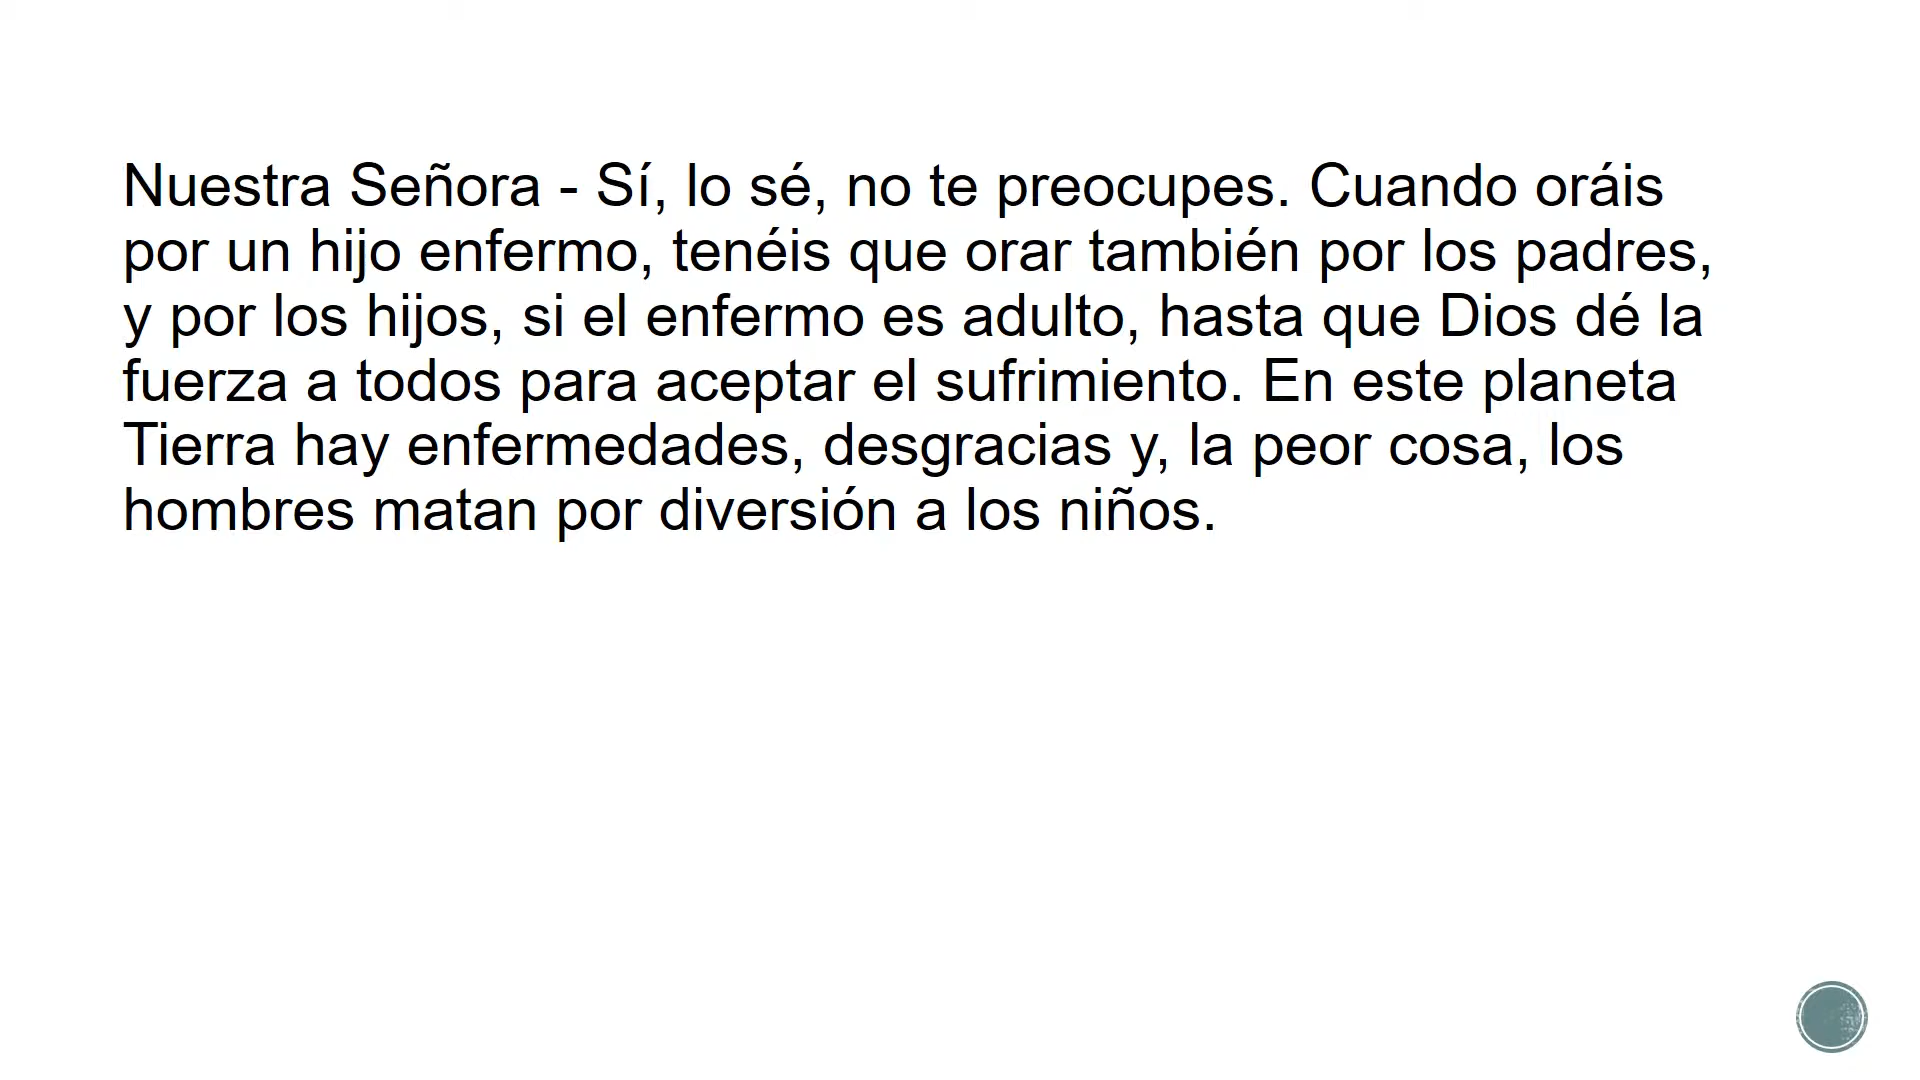 Nuestra Señora - Sí, lo sé, no te preocupes. Cuando oráis
por un hijo enfermo, tenéis que orar también por los padres,
y por los hijos, si el enfermo es adulto, hasta que Dios dé la
fuerza a todos para aceptar el sufrimiento. En este planeta
Tierra hay enfermedades, desgracias y, la peor cosa, los
hombres matan por diversión a los niños.